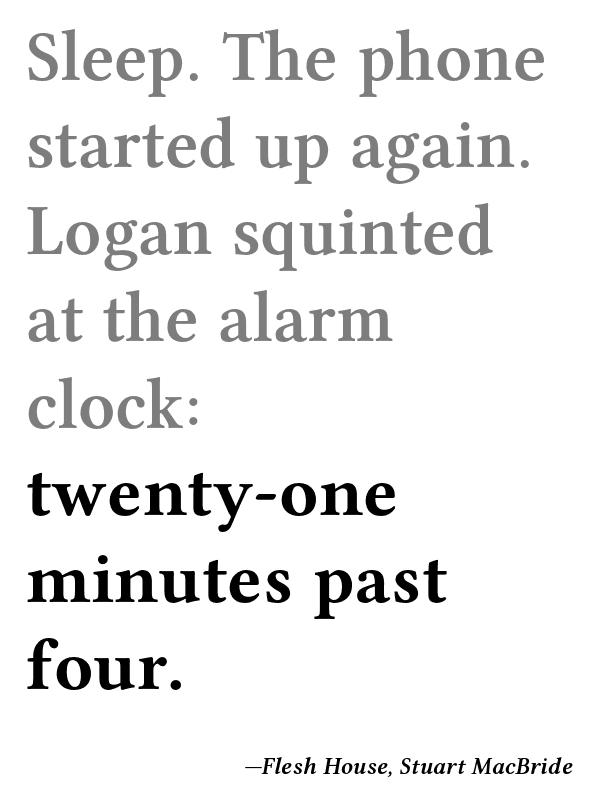 Sleep. The phone
started up again.
Logan squinted
at the alarm
clock:
twenty-one
minutes past
four.
—Flesh House, Stuart MacBride